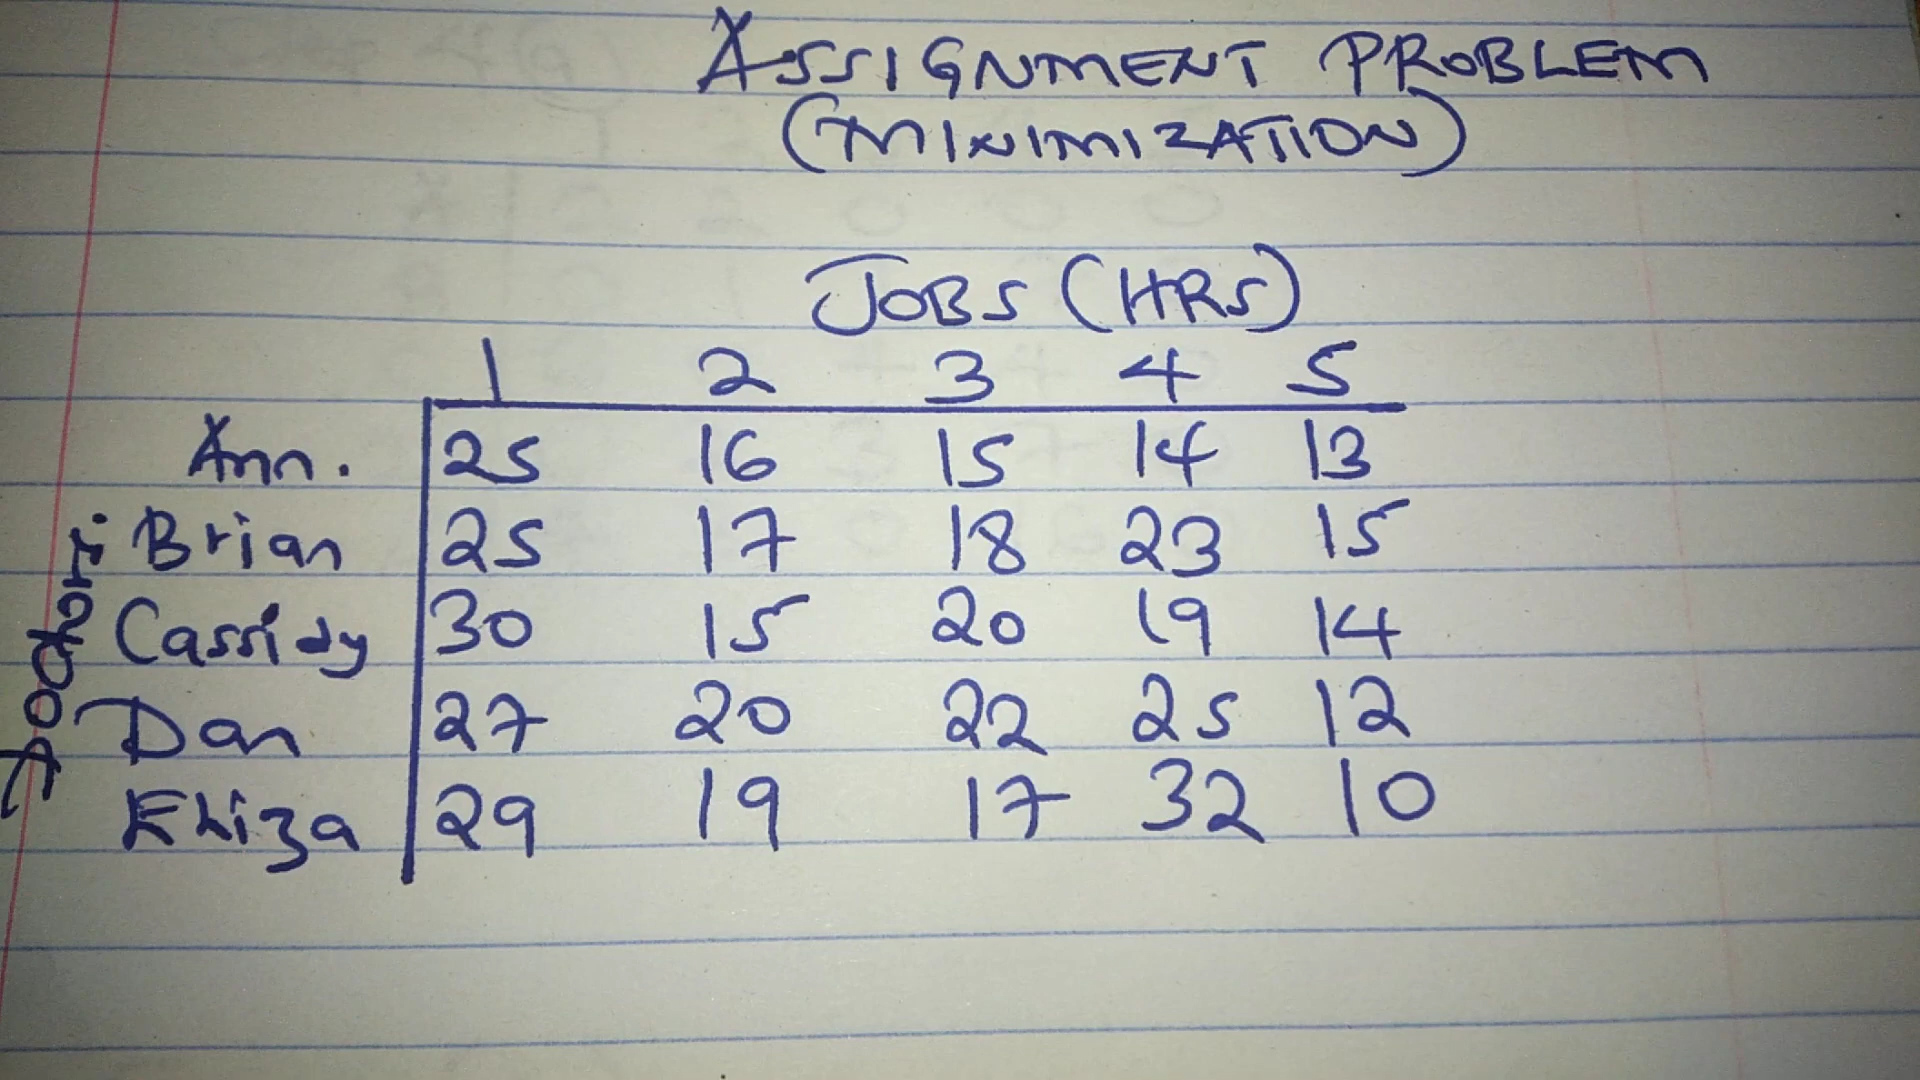 ASSIGNMENT PROBLEM
(MINIMIZATION)
JOBS (HRS)
1 2 3 4 5
Ann. 25 16 15 14 13
Brian 25 17 18 23 15
Cassidy 30 15 20 19 14
Dan 27 20 22 25 12
Eliza 29 19 17 32 10